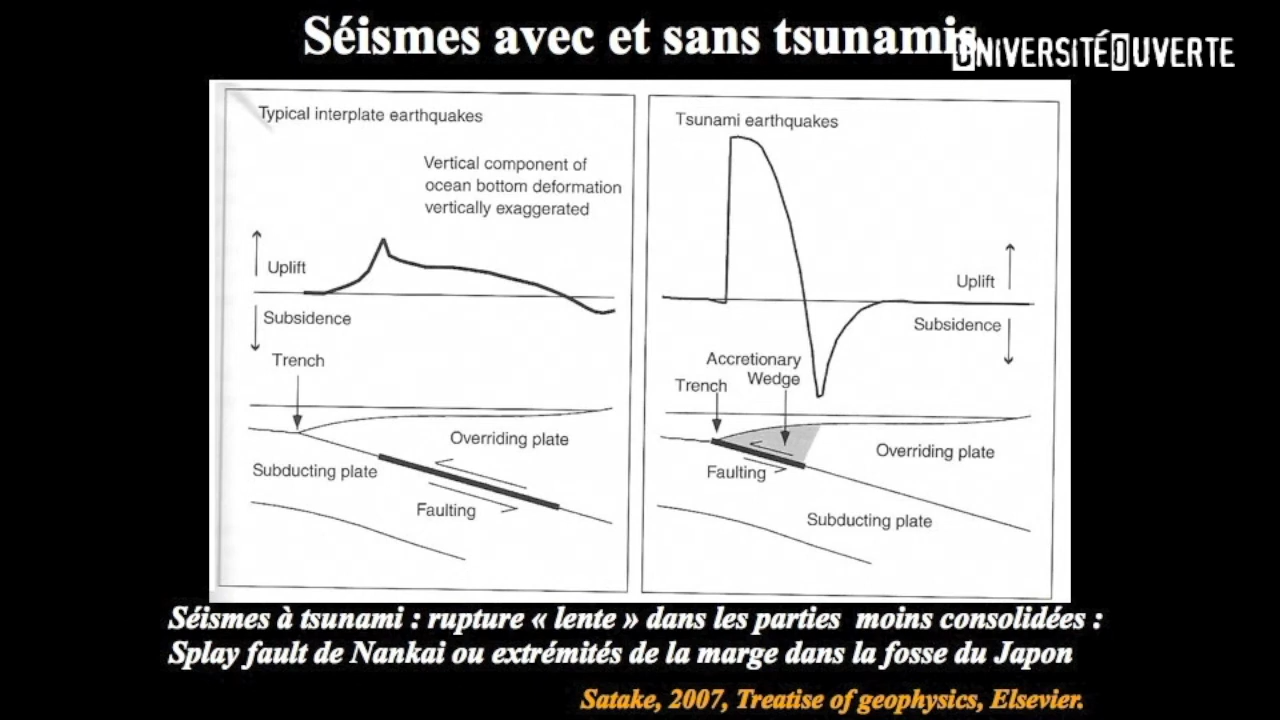 Séismes avec et sans tsunamis
UNIVERSITÉOUVERTE
Typical interplate earthquakes
Vertical component of
ocean bottom deformation
vertically exaggerated
Uplift
Subsidence
Trench
Overriding plate
Subducting plate
Faulting
Tsunami earthquakes
Uplift
Subsidence
Accretionary
Wedge
Trench
Overriding plate
Faulting
Subducting plate
Séismes à tsunami : rupture « lente » dans les parties moins consolidées :
Splay fault de Nankai ou extrémités de la marge dans la fosse du Japon
Satake, 2007, Treatise of geophysics, Elsevier.